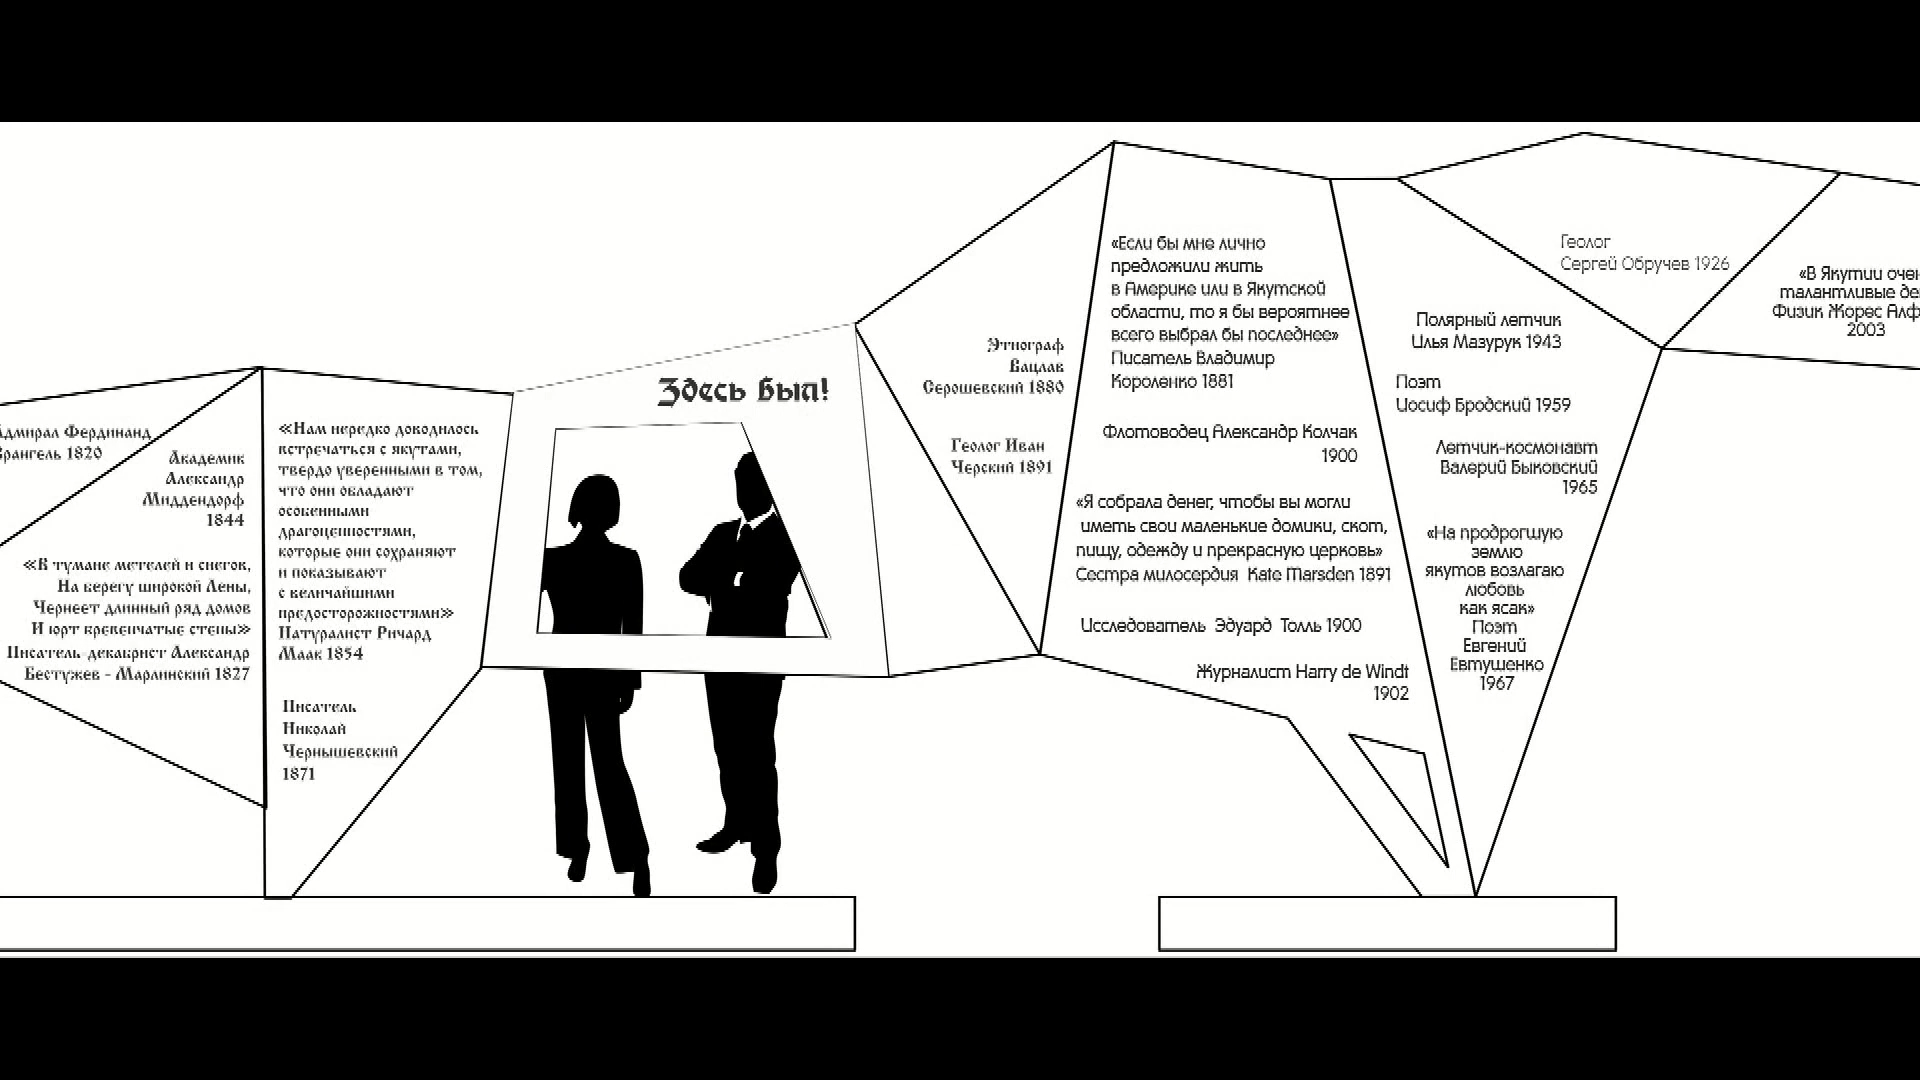 Адмирал Фердинанд
Врангель 1820
Академик
Александр
Миддендорф
1844
«В тумане метелей и снегов,
На берегу широкой Лены,
Чернеет длинный ряд домов
И юрт бревенчатые стены»
Писатель-декабрист Александр
Бестужев - Марлинский 1827
«Нам нередко доводилось
встречаться с якутами,
твердо уверенными в том,
что они обладают
особенными
драгоценностями,
которые они сохраняют
и показывают
с величайшими
предосторожностями»
Натуралист Ричард
Маак 1854
Писатель
Николай
Чернышевский
1871
Здесь был!
Этнограф
Вацлав
Серошевский 1880
Геолог Иван
Черский 1891
«Если бы мне лично
предложили жить
в Америке или в Якутской
области, то я бы вероятнее
всего выбрал бы последнее»
Писатель Владимир
Короленко 1881
Флотоводец Александр Колчак
1900
«Я собрала денег, чтобы вы могли
иметь свои маленькие домики, скот,
пищу, одежду и прекрасную церковь»
Сестра милосердия Kate Marsden 1891
Исследователь Эдуард Толль 1900
Журналист Harry de Windt
1902
Полярный летчик
Илья Мазурук 1943
Поэт
Иосиф Бродский 1959
Летчик-космонавт
Валерий Быковский
1965
«На продрогшую
землю
якутов возлагаю
любовь
как ясак»
Поэт
Евгений
Евтушенко
1967
Геолог
Сергей Обручев 1926
«В Якутии очен
талантливые де
Физик Жорес Алф
2003